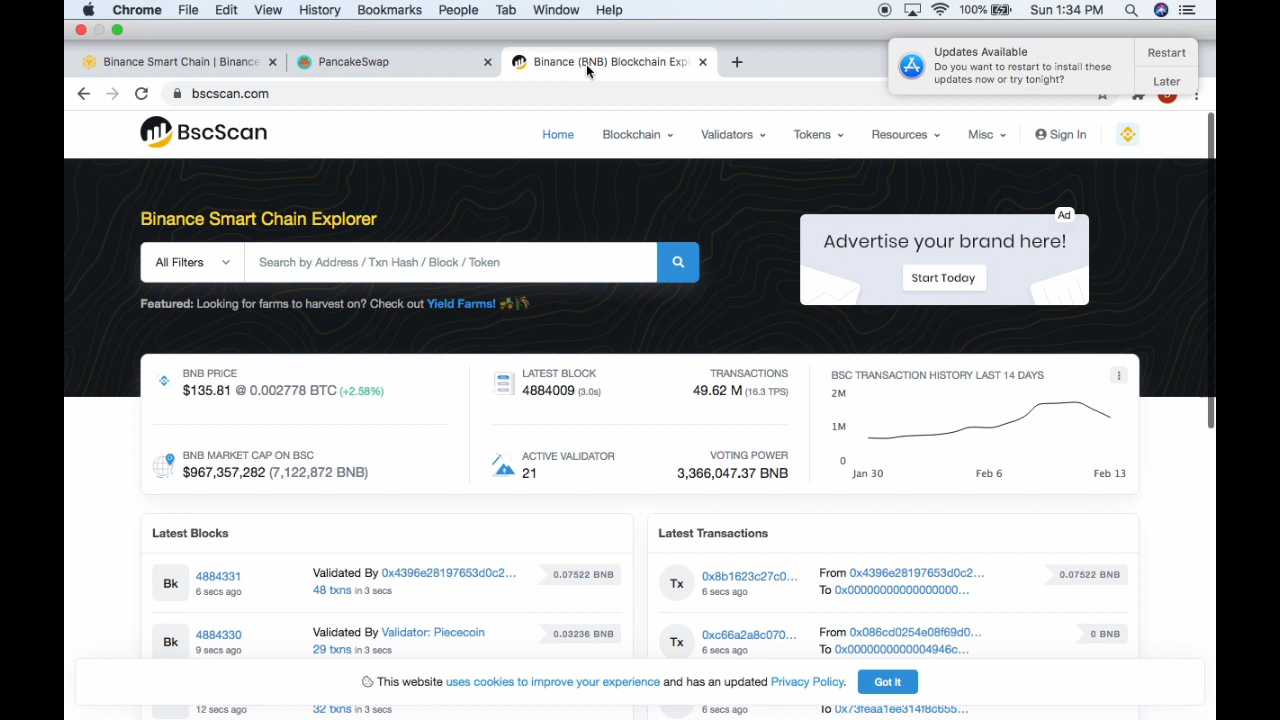 Chrome File Edit View History Bookmarks People Tab Window Help 100% Sun 1:34 PM
Binance Smart Chain | Binance
PancakeSwap
Binance (BNB) Blockchain Expl
Updates Available
Do you want to restart to install these
updates now or try tonight?
Restart
Later
bscscan.com
BscScan
Home Blockchain Validators Tokens Resources Misc Sign In
Binance Smart Chain Explorer
All Filters Search by Address / Txn Hash / Block / Token
Featured: Looking for farms to harvest on? Check out Yield Farms!
Ad
Advertise your brand here!
Start Today
BNB PRICE
$135.81 @ 0.002778 BTC (+2.58%)
BNB MARKET CAP ON BSC
$967,357,282 (7,122,872 BNB)
LATEST BLOCK
4884009 (3.0s)
TRANSACTIONS
49.62 M (16.3 TPS)
ACTIVE VALIDATOR
21
VOTING POWER
3,366,047.37 BNB
BSC TRANSACTION HISTORY LAST 14 DAYS
2M
1M
0
Jan 30 Feb 6 Feb 13
Latest Blocks
Bk 4884331 Validated By 0x4396e28197653d0c2... 0.07522 BNB
6 secs ago 48 txns in 3 secs
Bk 4884330 Validated By Validator: Piececoin 0.03236 BNB
9 secs ago 29 txns in 3 secs
12 secs ago 32 txns in 3 secs
Latest Transactions
Tx 0x8b1623c27c0... From 0x4396e28197653d0c2... 0.07522 BNB
6 secs ago To 0x00000000000000000...
Tx 0xc66a2a8c070... From 0x086cd0254e08f69d0... 0 BNB
6 secs ago To 0x0000000000004946c...
6 secs ago To 0x73feaa1ee314f8c655...
This website uses cookies to improve your experience and has an updated Privacy Policy. Got It